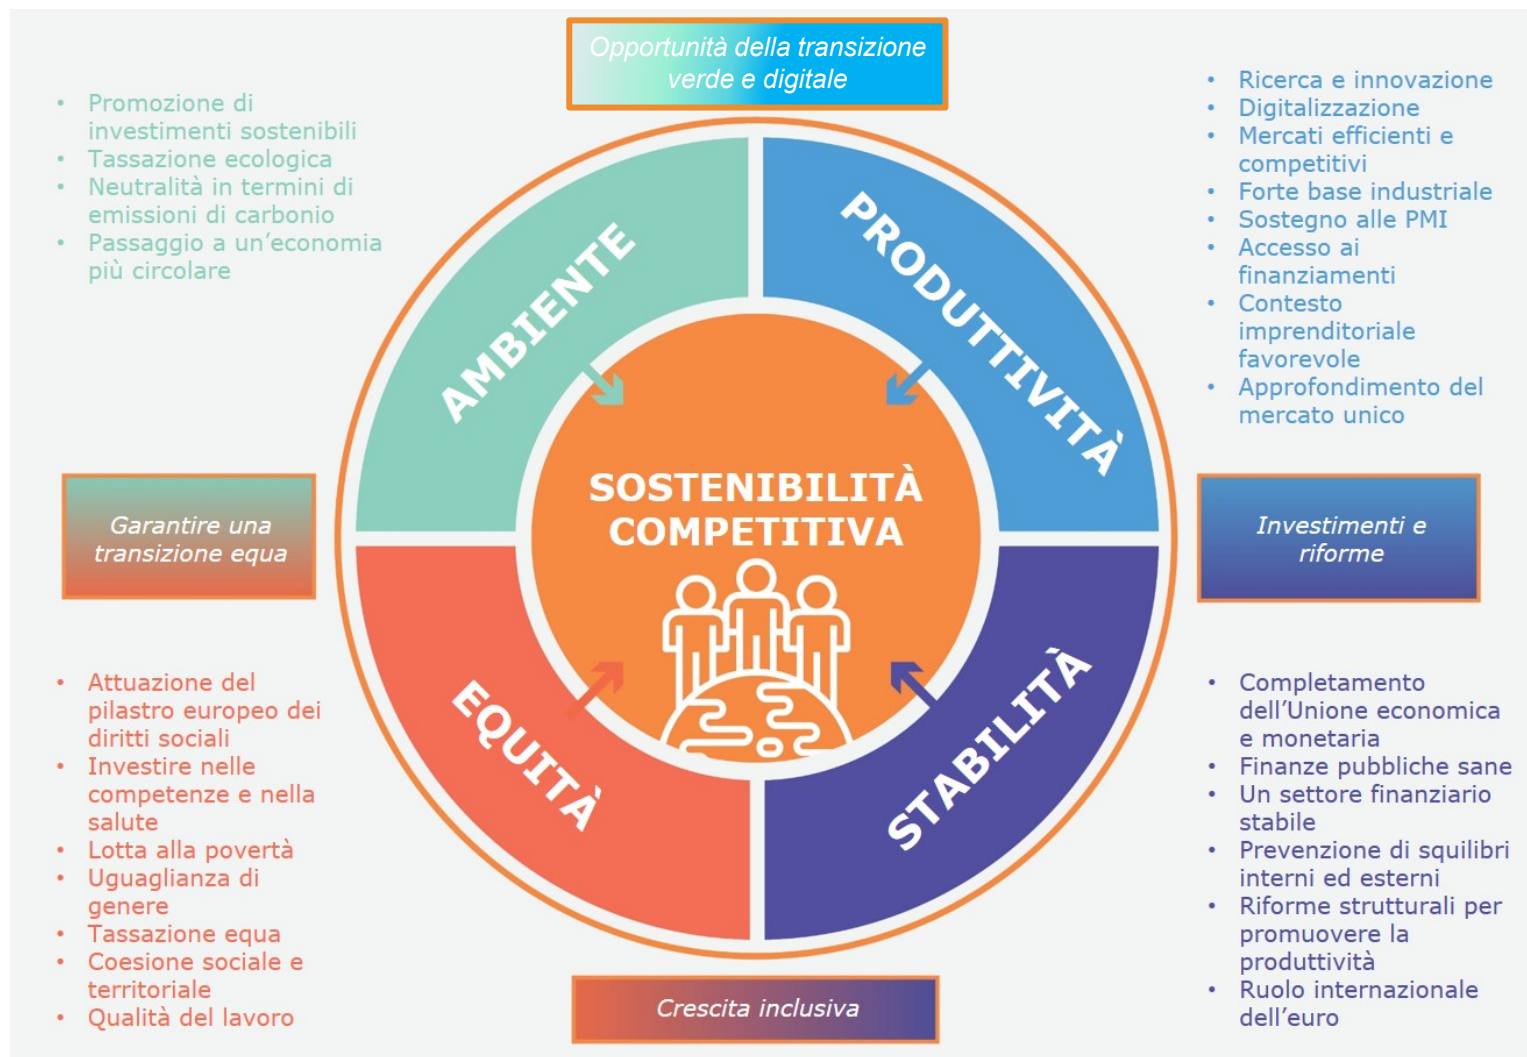 Opportunità della transizione
verde e digitale
• Promozione di
investimenti sostenibili
• Tassazione ecologica
• Neutralità in termini di
emissioni di carbonio
• Passaggio a un’economia
più circolare
• Ricerca e innovazione
• Digitalizzazione
• Mercati efficienti e
competitivi
• Forte base industriale
• Sostegno alle PMI
• Accesso ai
finanziamenti
• Contesto
imprenditoriale
favorevole
• Approfondimento del
mercato unico
AMBIENTE
PRODUTTIVITÀ
SOSTENIBILITÀ
COMPETITIVA
Garantire una
transizione equa
Investimenti e
riforme
EQUITÀ
STABILITÀ
• Attuazione del
pilastro europeo dei
diritti sociali
• Investire nelle
competenze e nella
salute
• Lotta alla povertà
• Uguaglianza di
genere
• Tassazione equa
• Coesione sociale e
territoriale
• Qualità del lavoro
• Completamento
dell’Unione economica
e monetaria
• Finanze pubbliche sane
• Un settore finanziario
stabile
• Prevenzione di squilibri
interni ed esterni
• Riforme strutturali per
promuovere la
produttività
• Ruolo internazionale
dell’euro
Crescita inclusiva